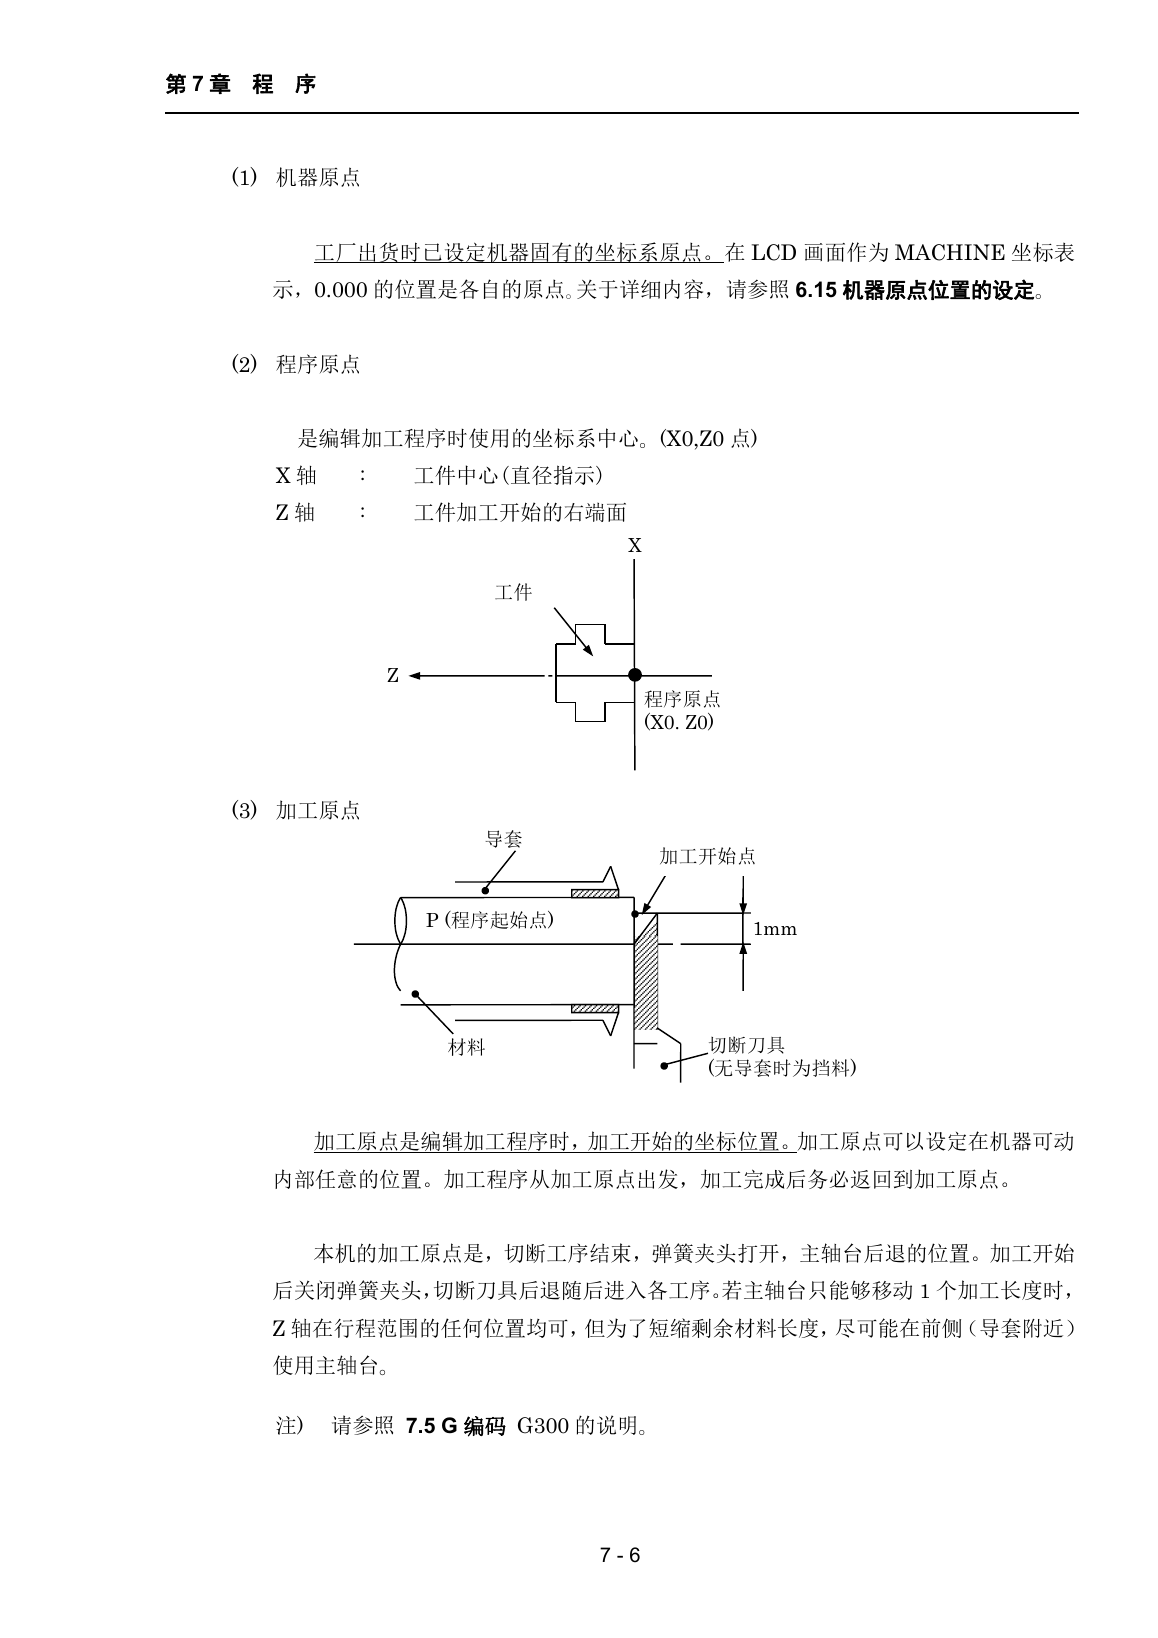 第 7 章　程　序
(1)　机器原点
工厂出货时已设定机器固有的坐标系原点。在 LCD 画面作为 MACHINE 坐标表
示，0.000 的位置是各自的原点。关于详细内容，请参照 6.15 机器原点位置的设定。
(2)　程序原点
是编辑加工程序时使用的坐标系中心。(X0,Z0 点)
X 轴　　:　　工件中心(直径指示)
Z 轴　　:　　工件加工开始的右端面
X
工件
Z
程序原点
(X0. Z0)
(3)　加工原点
导套
加工开始点
P (程序起始点)
1mm
材料
切断刀具
(无导套时为挡料)
加工原点是编辑加工程序时，加工开始的坐标位置。加工原点可以设定在机器可动
内部任意的位置。加工程序从加工原点出发，加工完成后务必返回到加工原点。
本机的加工原点是，切断工序结束，弹簧夹头打开，主轴台后退的位置。加工开始
后关闭弹簧夹头，切断刀具后退随后进入各工序。若主轴台只能够移动 1 个加工长度时，
Z 轴在行程范围的任何位置均可，但为了短缩剩余材料长度，尽可能在前侧（导套附近）
使用主轴台。
注)　请参照 7.5 G 编码 G300 的说明。
7 - 6